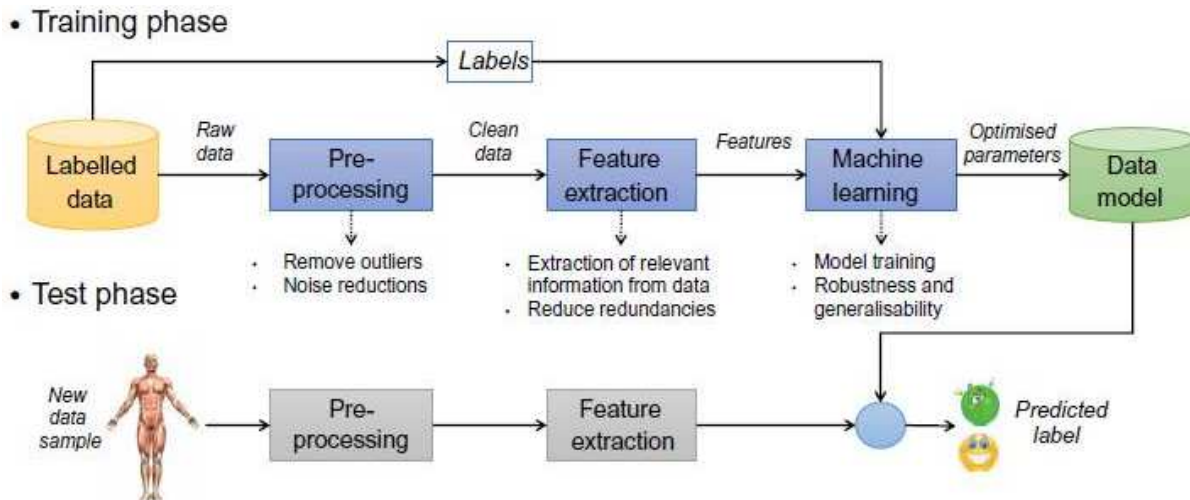 • Training phase
Labels
Labelled
data
Raw
data
Pre-
processing
Clean
data
Feature
extraction
Features
Machine
learning
Optimised
parameters
Data
model
• Remove outliers
• Noise reductions
• Extraction of relevant
information from data
• Reduce redundancies
• Model training
• Robustness and
generalisability
• Test phase
New
data
sample
Pre-
processing
Feature
extraction
Predicted
label